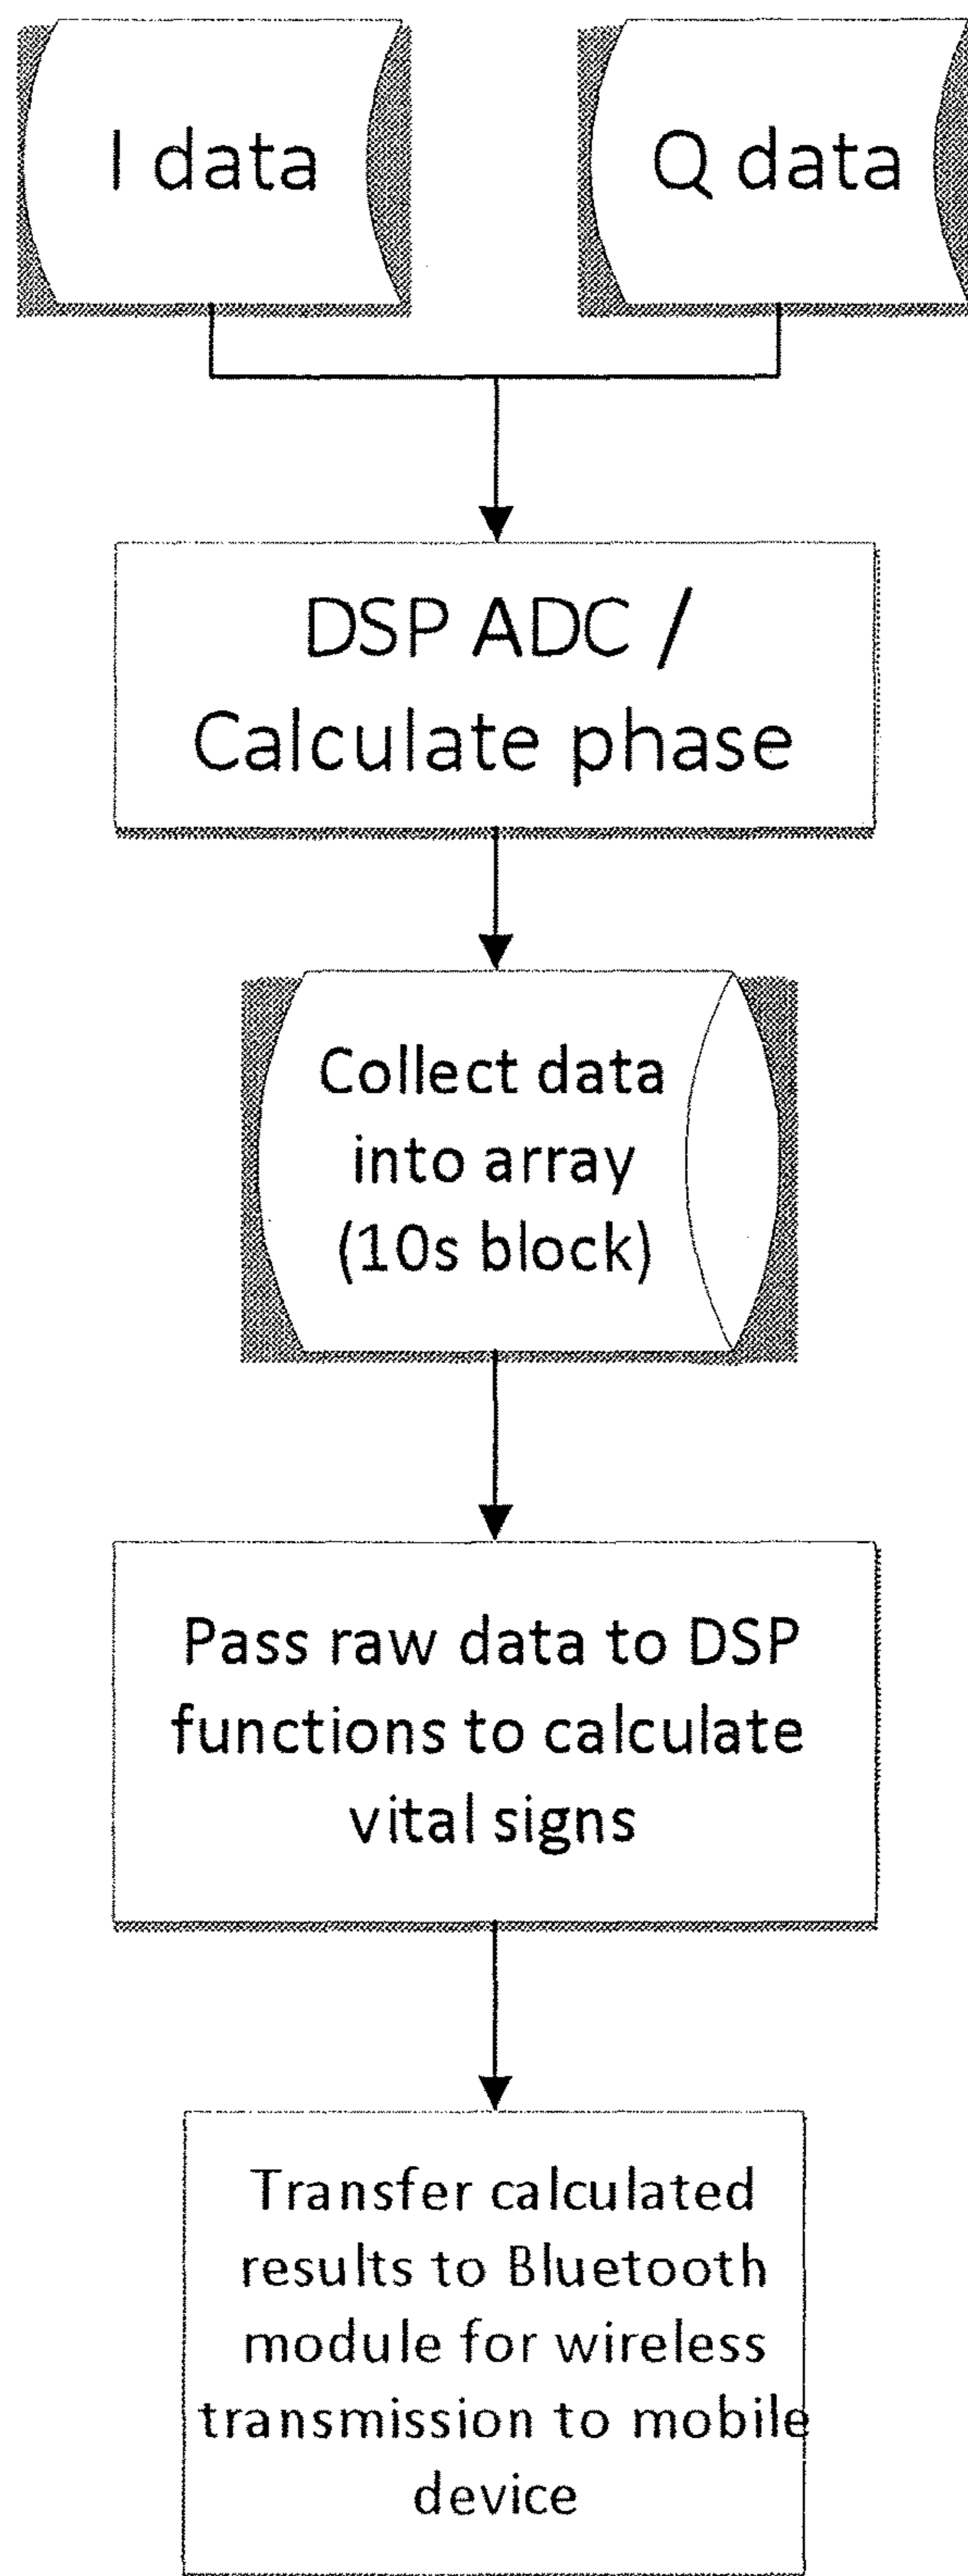 I data
Q data
DSP ADC /
Calculate phase
Collect data
into array
(10s block)
Pass raw data to DSP
functions to calculate
vital signs
Transfer calculated
results to Bluetooth
module for wireless
transmission to mobile
device